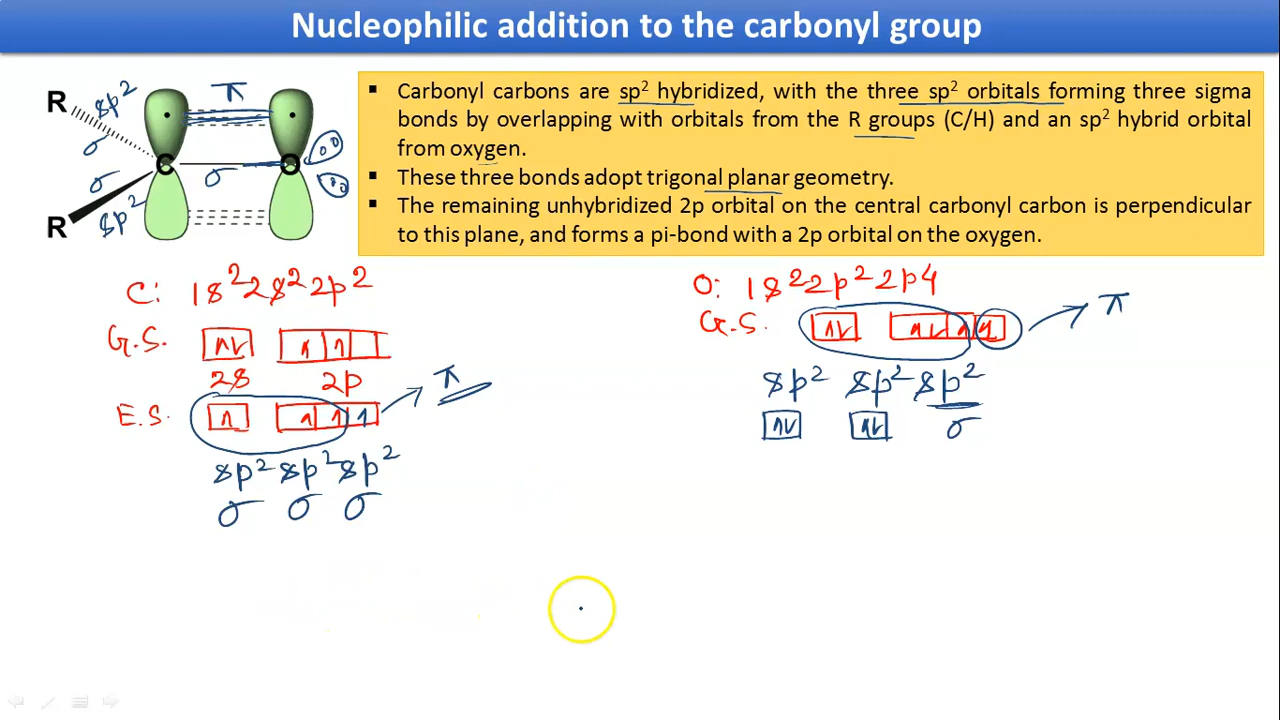 Nucleophilic addition to the carbonyl group
R sp² π
σ
C σ O
σ
R sp²
▪ Carbonyl carbons are sp² hybridized, with the three sp² orbitals forming three sigma
bonds by overlapping with orbitals from the R groups (C/H) and an sp² hybrid orbital
from oxygen.
▪ These three bonds adopt trigonal planar geometry.
▪ The remaining unhybridized 2p orbital on the central carbonyl carbon is perpendicular
to this plane, and forms a pi-bond with a 2p orbital on the oxygen.
C: 1s² 2s² 2p²
G.S.
2s 2p
E.S. π
sp² sp² sp²
σ σ σ
O: 1s² 2p² 2p4
G.S. π
sp² sp² sp²
σ